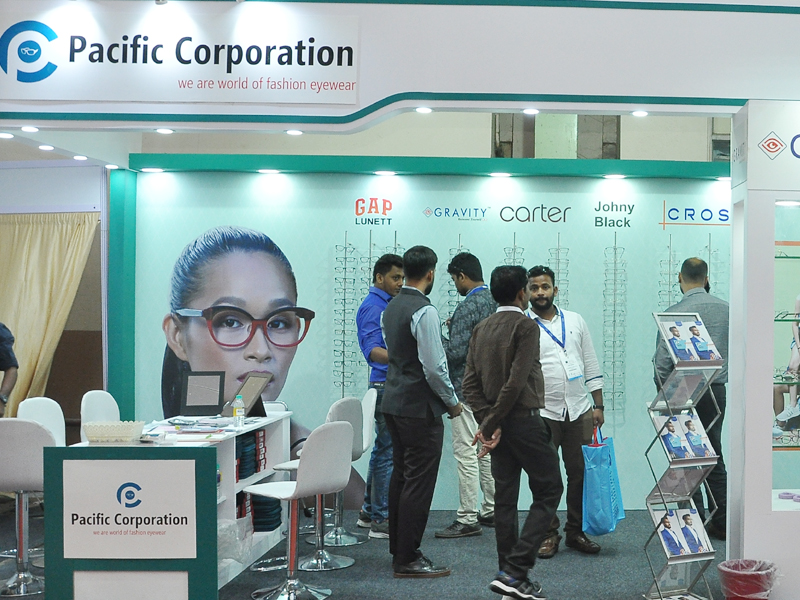 Pacific Corporation
we are world of fashion eyewear
GAP
LUNETT
GRAVITY
carter
Johny
Black
CROS
Pacific Corporation
we are world of fashion eyewear